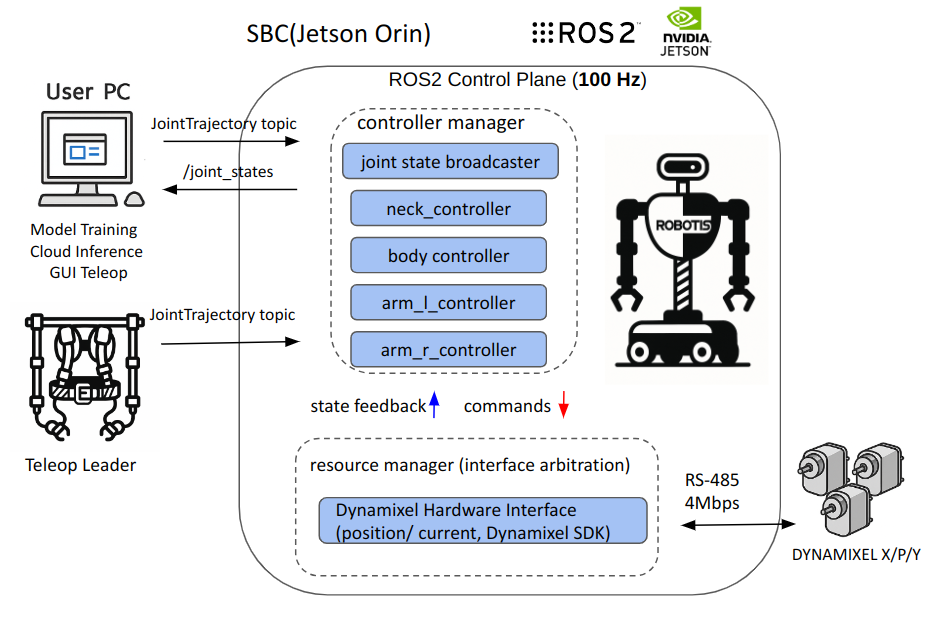 SBC(Jetson Orin)
ROS 2
NVIDIA.
JETSON
ROS2 Control Plane (100 Hz)
User PC
JointTrajectory topic
/joint_states
Model Training
Cloud Inference
GUI Teleop
controller manager
joint state broadcaster
neck_controller
body controller
arm_l_controller
arm_r_controller
ROBOTIS
JointTrajectory topic
E
Teleop Leader
state feedback
commands
resource manager (interface arbitration)
Dynamixel Hardware Interface
(position/ current, Dynamixel SDK)
RS-485
4Mbps
DYNAMIXEL X/P/Y